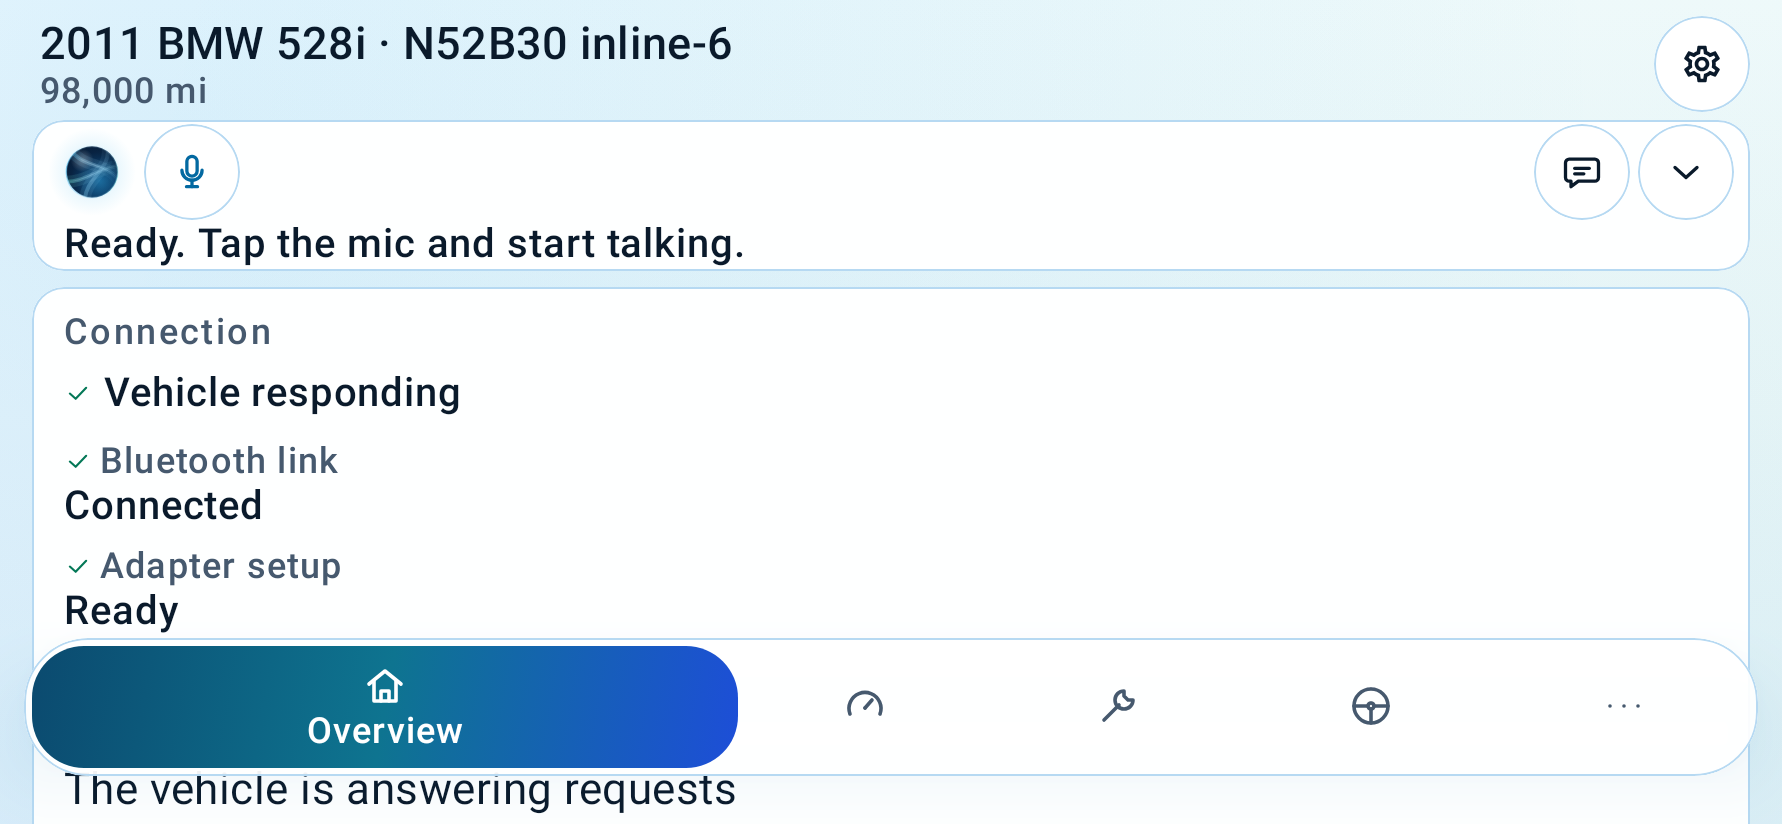 2011 BMW 528i · N52B30 inline-6
98,000 mi
Ready. Tap the mic and start talking.
Connection
Vehicle responding
Bluetooth link
Connected
Adapter setup
Ready
Overview
The vehicle is answering requests